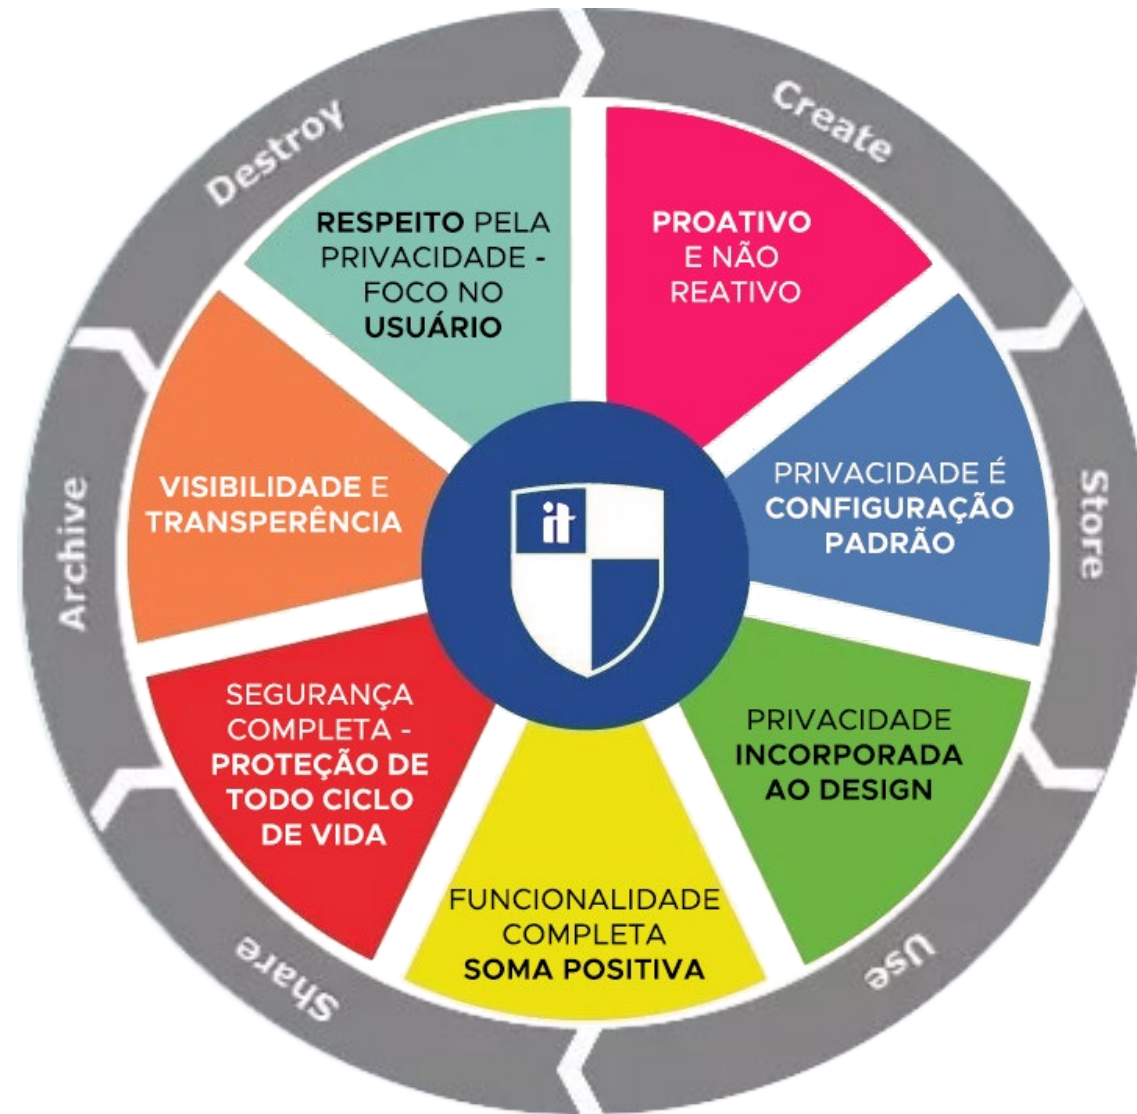 Create
Store
Use
Share
Archive
Destroy
PROATIVO
E NÃO
REATIVO
PRIVACIDADE É
CONFIGURAÇÃO
PADRÃO
PRIVACIDADE
INCORPORADA
AO DESIGN
FUNCIONALIDADE
COMPLETA
SOMA POSITIVA
SEGURANÇA
COMPLETA -
PROTEÇÃO DE
TODO CICLO
DE VIDA
VISIBILIDADE E
TRANSPERÊNCIA
RESPEITO PELA
PRIVACIDADE -
FOCO NO
USUÁRIO
it